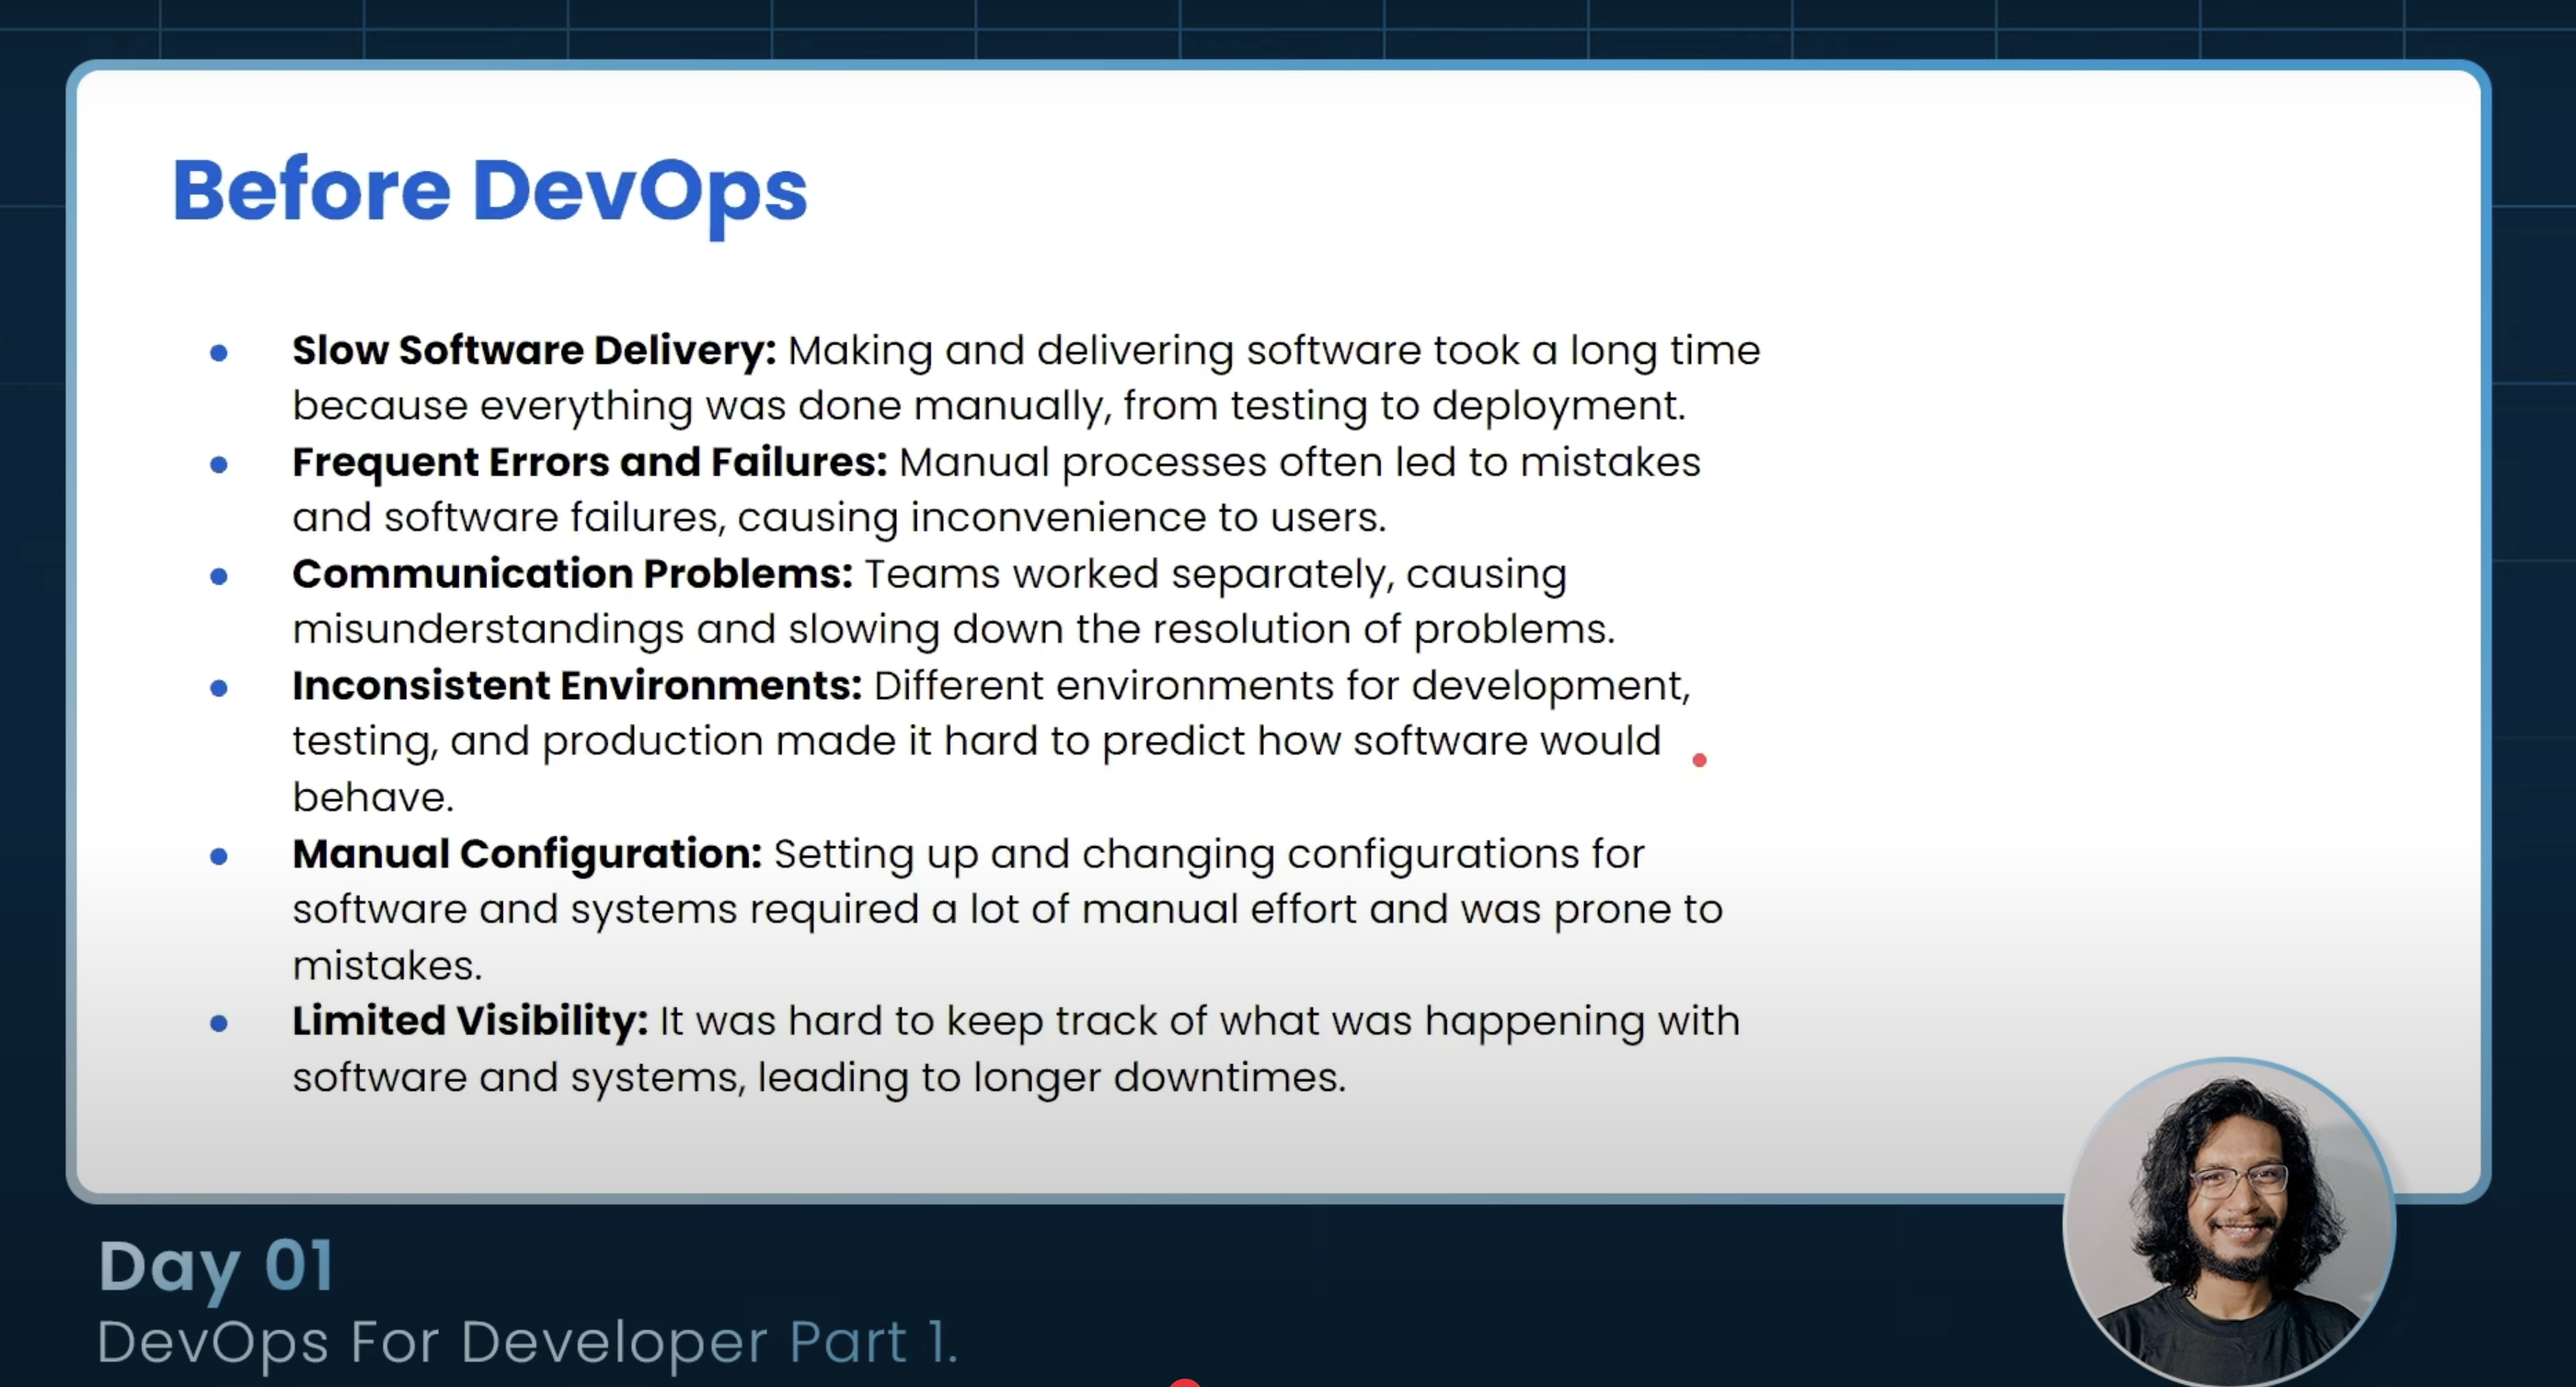 Before DevOps
Slow Software Delivery: Making and delivering software took a long time
because everything was done manually, from testing to deployment.
Frequent Errors and Failures: Manual processes often led to mistakes
and software failures, causing inconvenience to users.
Communication Problems: Teams worked separately, causing
misunderstandings and slowing down the resolution of problems.
Inconsistent Environments: Different environments for development,
testing, and production made it hard to predict how software would
behave.
Manual Configuration: Setting up and changing configurations for
software and systems required a lot of manual effort and was prone to
mistakes.
Limited Visibility: It was hard to keep track of what was happening with
software and systems, leading to longer downtimes.
Day 01
DevOps For Developer Part 1.